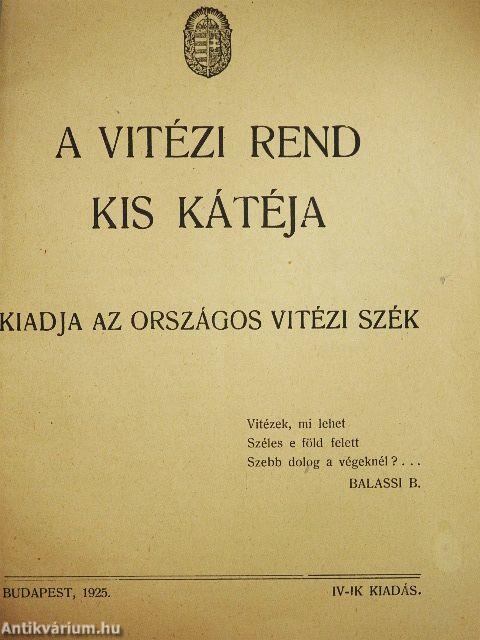 A VITÉZI REND
KIS KÁTÉJA
KIADJA AZ ORSZÁGOS VITÉZI SZÉK
Vitézek, mi lehet
Széles e föld felett
Szebb dolog a végeknél?...
BALASSI B.
BUDAPEST, 1925. IV-IK KIADÁS.
Antikvárium.hu